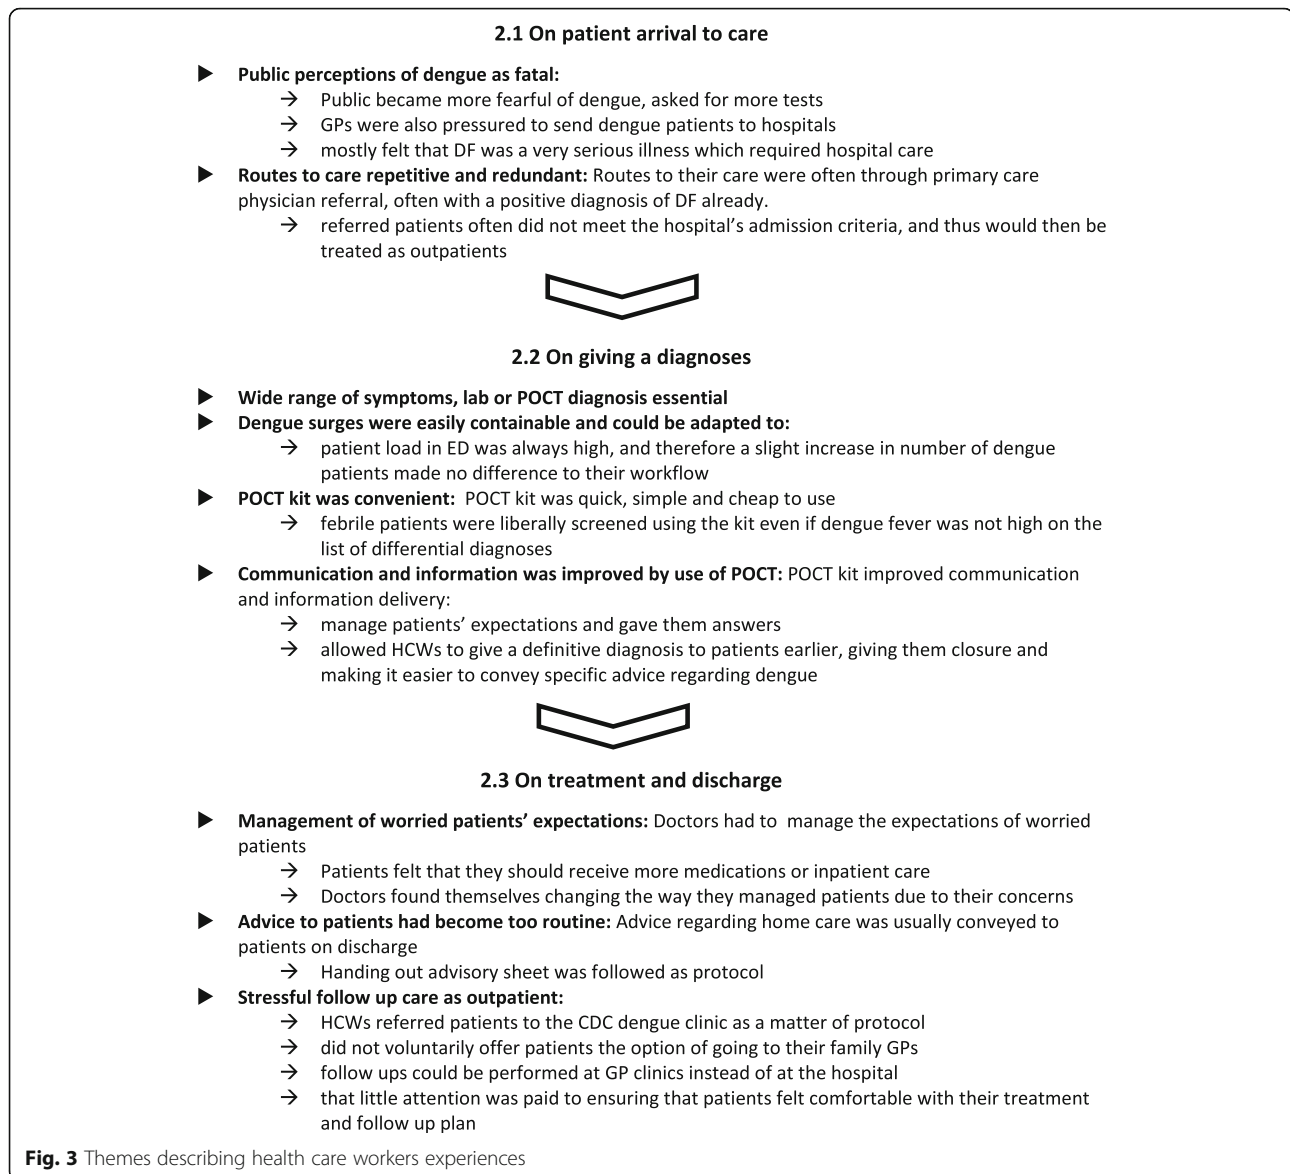 2.1 On patient arrival to care
▶ Public perceptions of dengue as fatal:
→ Public became more fearful of dengue, asked for more tests
→ GPs were also pressured to send dengue patients to hospitals
→ mostly felt that DF was a very serious illness which required hospital care
▶ Routes to care repetitive and redundant: Routes to their care were often through primary care
physician referral, often with a positive diagnosis of DF already.
→ referred patients often did not meet the hospital’s admission criteria, and thus would then be
treated as outpatients
2.2 On giving a diagnoses
▶ Wide range of symptoms, lab or POCT diagnosis essential
▶ Dengue surges were easily containable and could be adapted to:
→ patient load in ED was always high, and therefore a slight increase in number of dengue
patients made no difference to their workflow
▶ POCT kit was convenient: POCT kit was quick, simple and cheap to use
→ febrile patients were liberally screened using the kit even if dengue fever was not high on the
list of differential diagnoses
▶ Communication and information was improved by use of POCT: POCT kit improved communication
and information delivery:
→ manage patients’ expectations and gave them answers
→ allowed HCWs to give a definitive diagnosis to patients earlier, giving them closure and
making it easier to convey specific advice regarding dengue
2.3 On treatment and discharge
▶ Management of worried patients’ expectations: Doctors had to manage the expectations of worried
patients
→ Patients felt that they should receive more medications or inpatient care
→ Doctors found themselves changing the way they managed patients due to their concerns
▶ Advice to patients had become too routine: Advice regarding home care was usually conveyed to
patients on discharge
→ Handing out advisory sheet was followed as protocol
▶ Stressful follow up care as outpatient:
→ HCWs referred patients to the CDC dengue clinic as a matter of protocol
→ did not voluntarily offer patients the option of going to their family GPs
→ follow ups could be performed at GP clinics instead of at the hospital
→ that little attention was paid to ensuring that patients felt comfortable with their treatment
and follow up plan
Fig. 3 Themes describing health care workers experiences